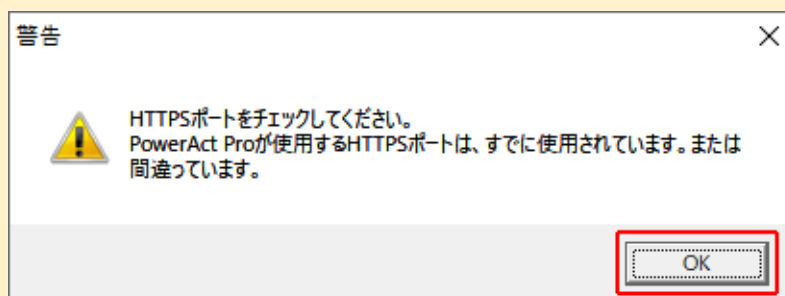 警告
HTTPSポートをチェックしてください。
PowerAct Proが使用するHTTPSポートは、すでに使用されています。または
間違っています。
OK